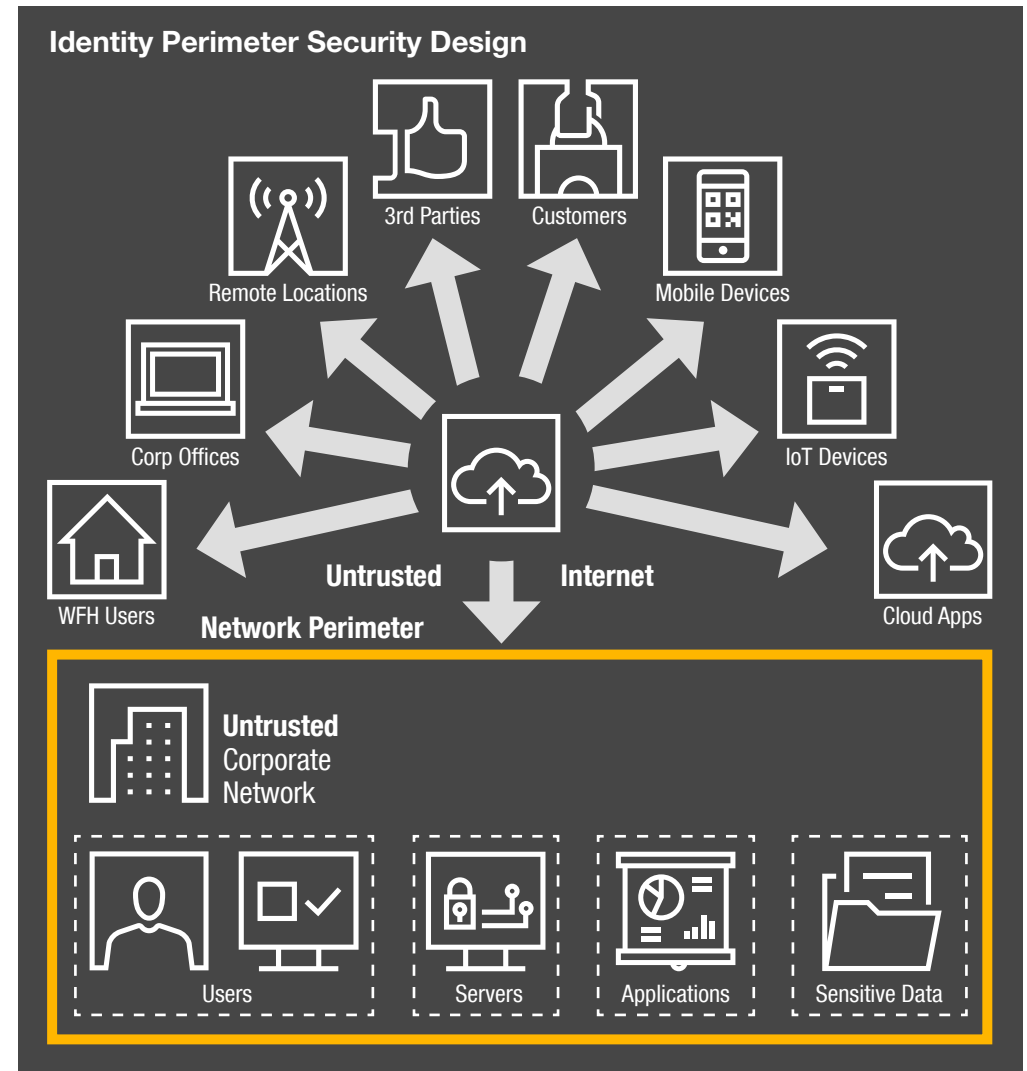 Identity Perimeter Security Design
3rd Parties
Customers
Remote Locations
Mobile Devices
Corp Offices
IoT Devices
WFH Users
Cloud Apps
Untrusted Internet
Network Perimeter
Untrusted
Corporate
Network
Users
Servers
Applications
Sensitive Data